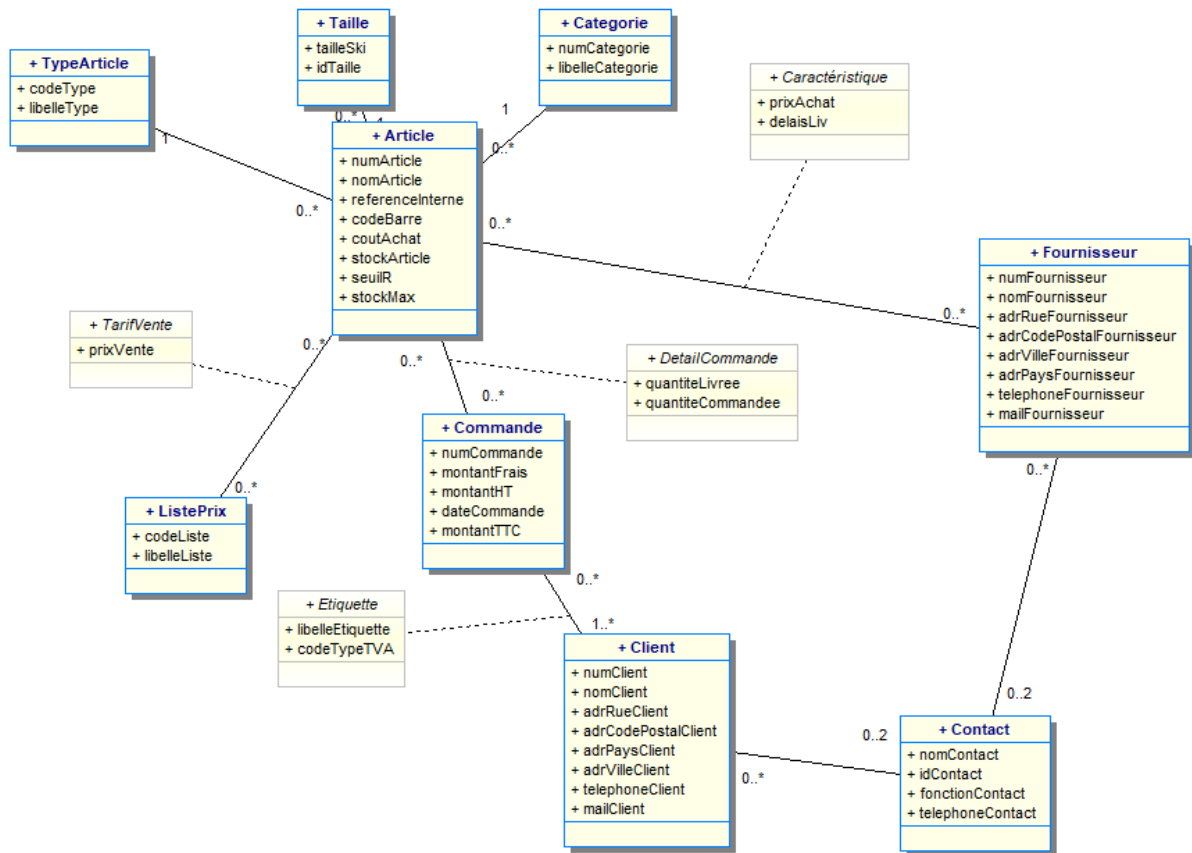 + Taille
+ tailleSki
+ idTaille
+ Categorie
+ numCategorie
+ libelleCategorie
+ TypeArticle
+ codeType
+ libelleType
+ Caractéristique
+ prixAchat
+ delaisLiv
0..*
1
1
0..*
1
0..*
+ Article
+ numArticle
+ nomArticle
+ referenceInterne
+ codeBarre
+ coutAchat
+ stockArticle
+ seuilR
+ stockMax
0..*
0..*
+ Fournisseur
+ numFournisseur
+ nomFournisseur
+ adrRueFournisseur
+ adrCodePostalFournisseur
+ adrVilleFournisseur
+ adrPaysFournisseur
+ telephoneFournisseur
+ mailFournisseur
+ TarifVente
+ prixVente
0..*
0..*
+ DetailCommande
+ quantiteLivree
+ quantiteCommandee
0..*
0..*
+ Commande
+ numCommande
+ montantFrais
+ montantHT
+ dateCommande
+ montantTTC
0..*
+ ListePrix
+ codeListe
+ libelleListe
0..*
+ Etiquette
+ libelleEtiquette
+ codeTypeTVA
1..*
+ Client
+ numClient
+ nomClient
+ adrRueClient
+ adrCodePostalClient
+ adrPaysClient
+ adrVilleClient
+ telephoneClient
+ mailClient
0..*
0..2
0..2
0..*
+ Contact
+ nomContact
+ idContact
+ fonctionContact
+ telephoneContact